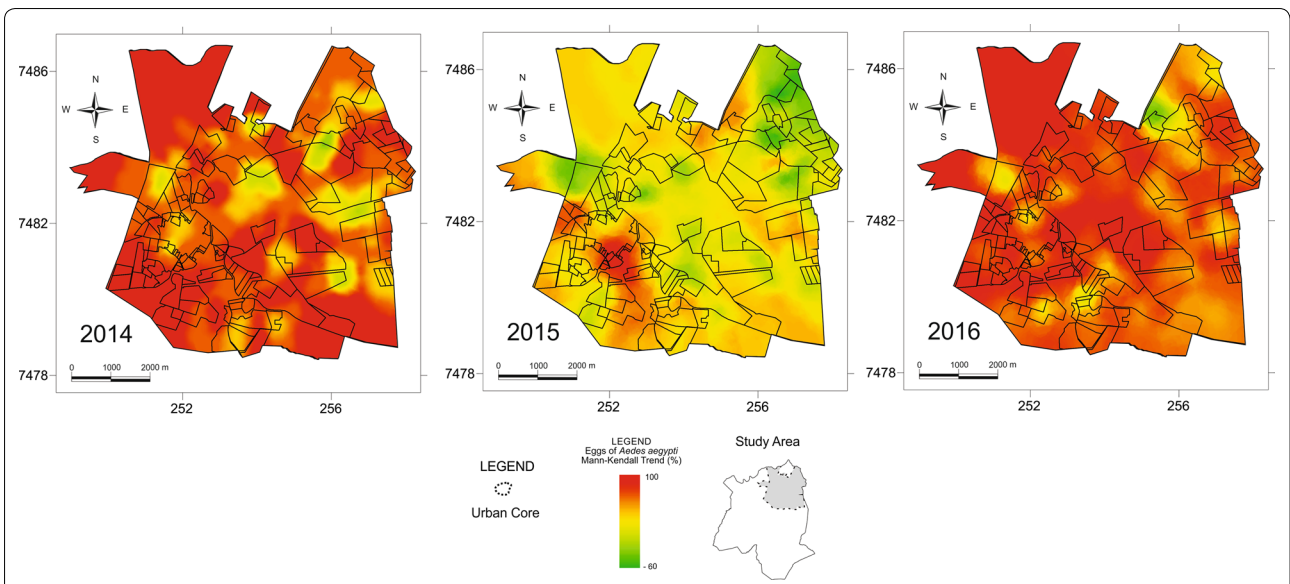 7486
7482
7478
252
256
N
W
E
S
2014
0 1000 2000 m
7486
7482
7478
252
256
N
W
E
S
2015
0 1000 2000 m
7486
7482
7478
252
256
N
W
E
S
2016
0 1000 2000 m
LEGEND
Urban Core
LEGEND
Eggs of Aedes aegypti
Mann-Kendall Trend (%)
100
- 60
Study Area